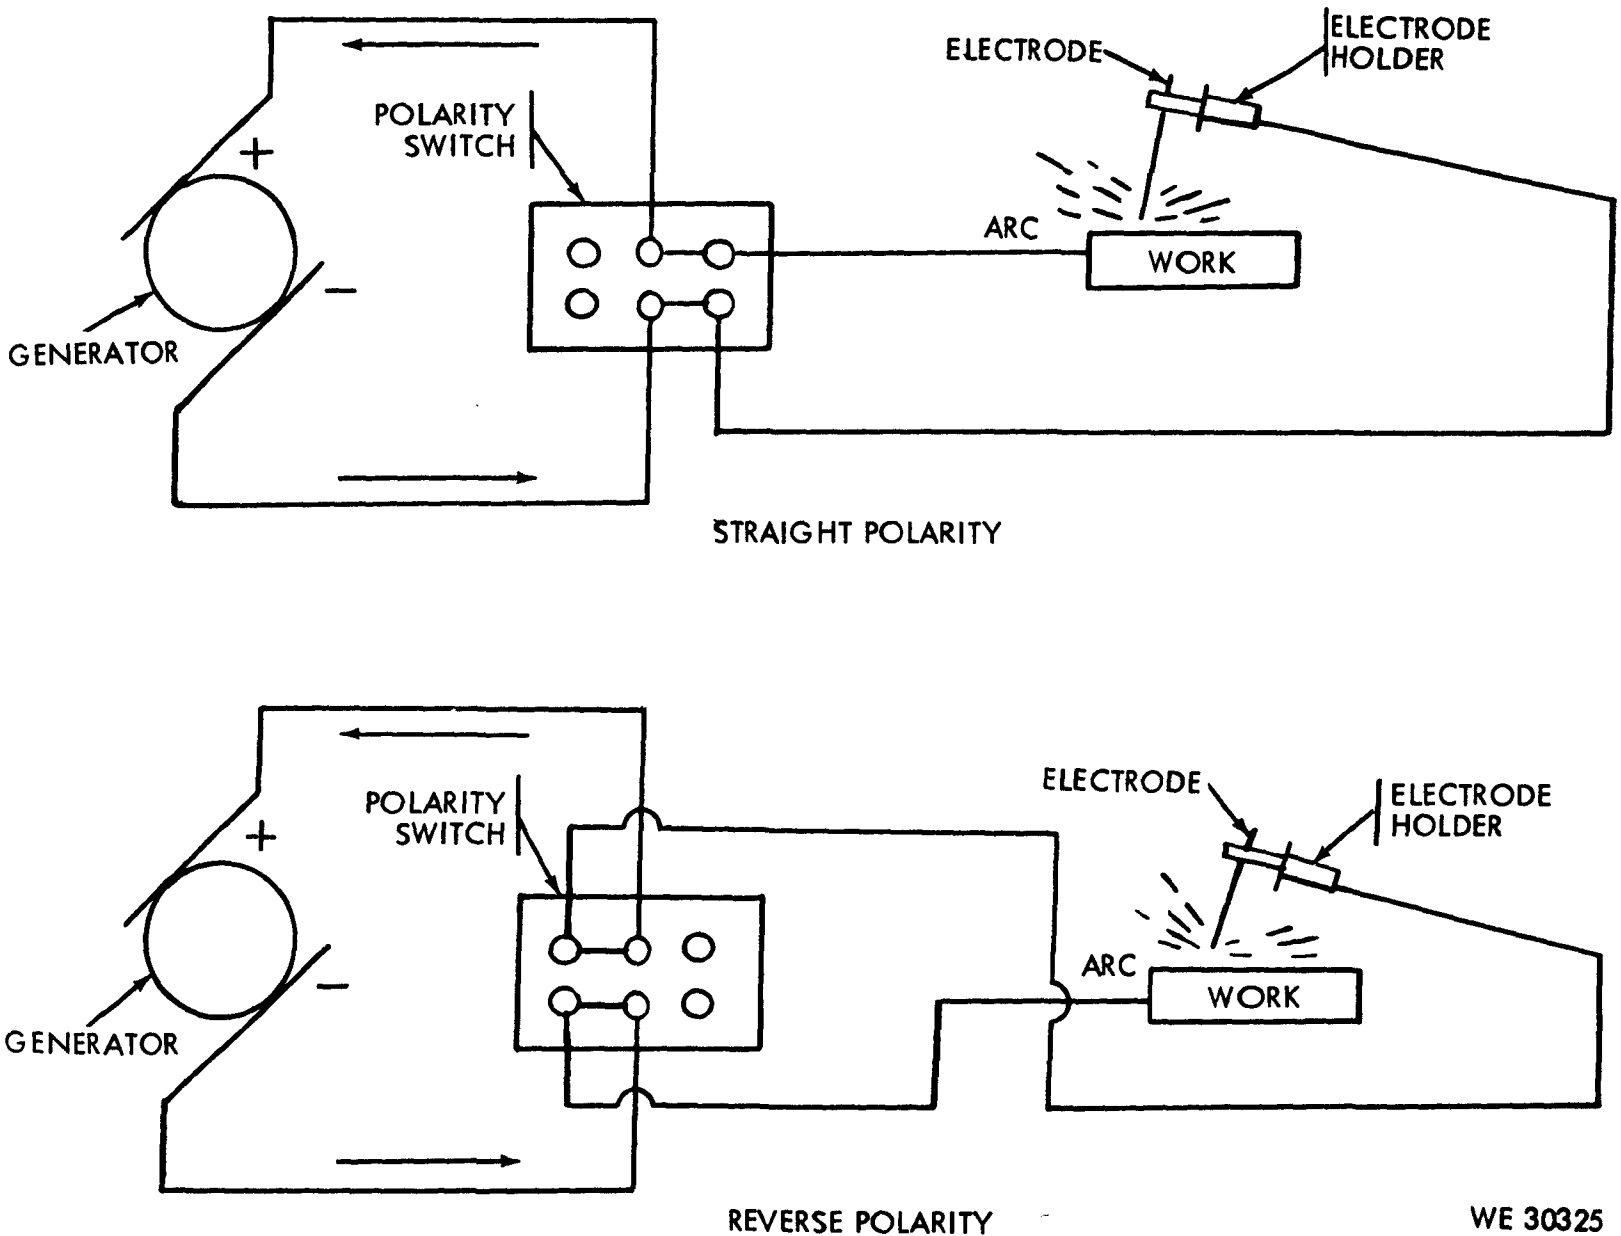 ELECTRODE
ELECTRODE
HOLDER
POLARITY
SWITCH
+
ARC
WORK
−
GENERATOR
STRAIGHT POLARITY
ELECTRODE
ELECTRODE
HOLDER
POLARITY
SWITCH
+
ARC
WORK
−
GENERATOR
REVERSE POLARITY
WE 30325